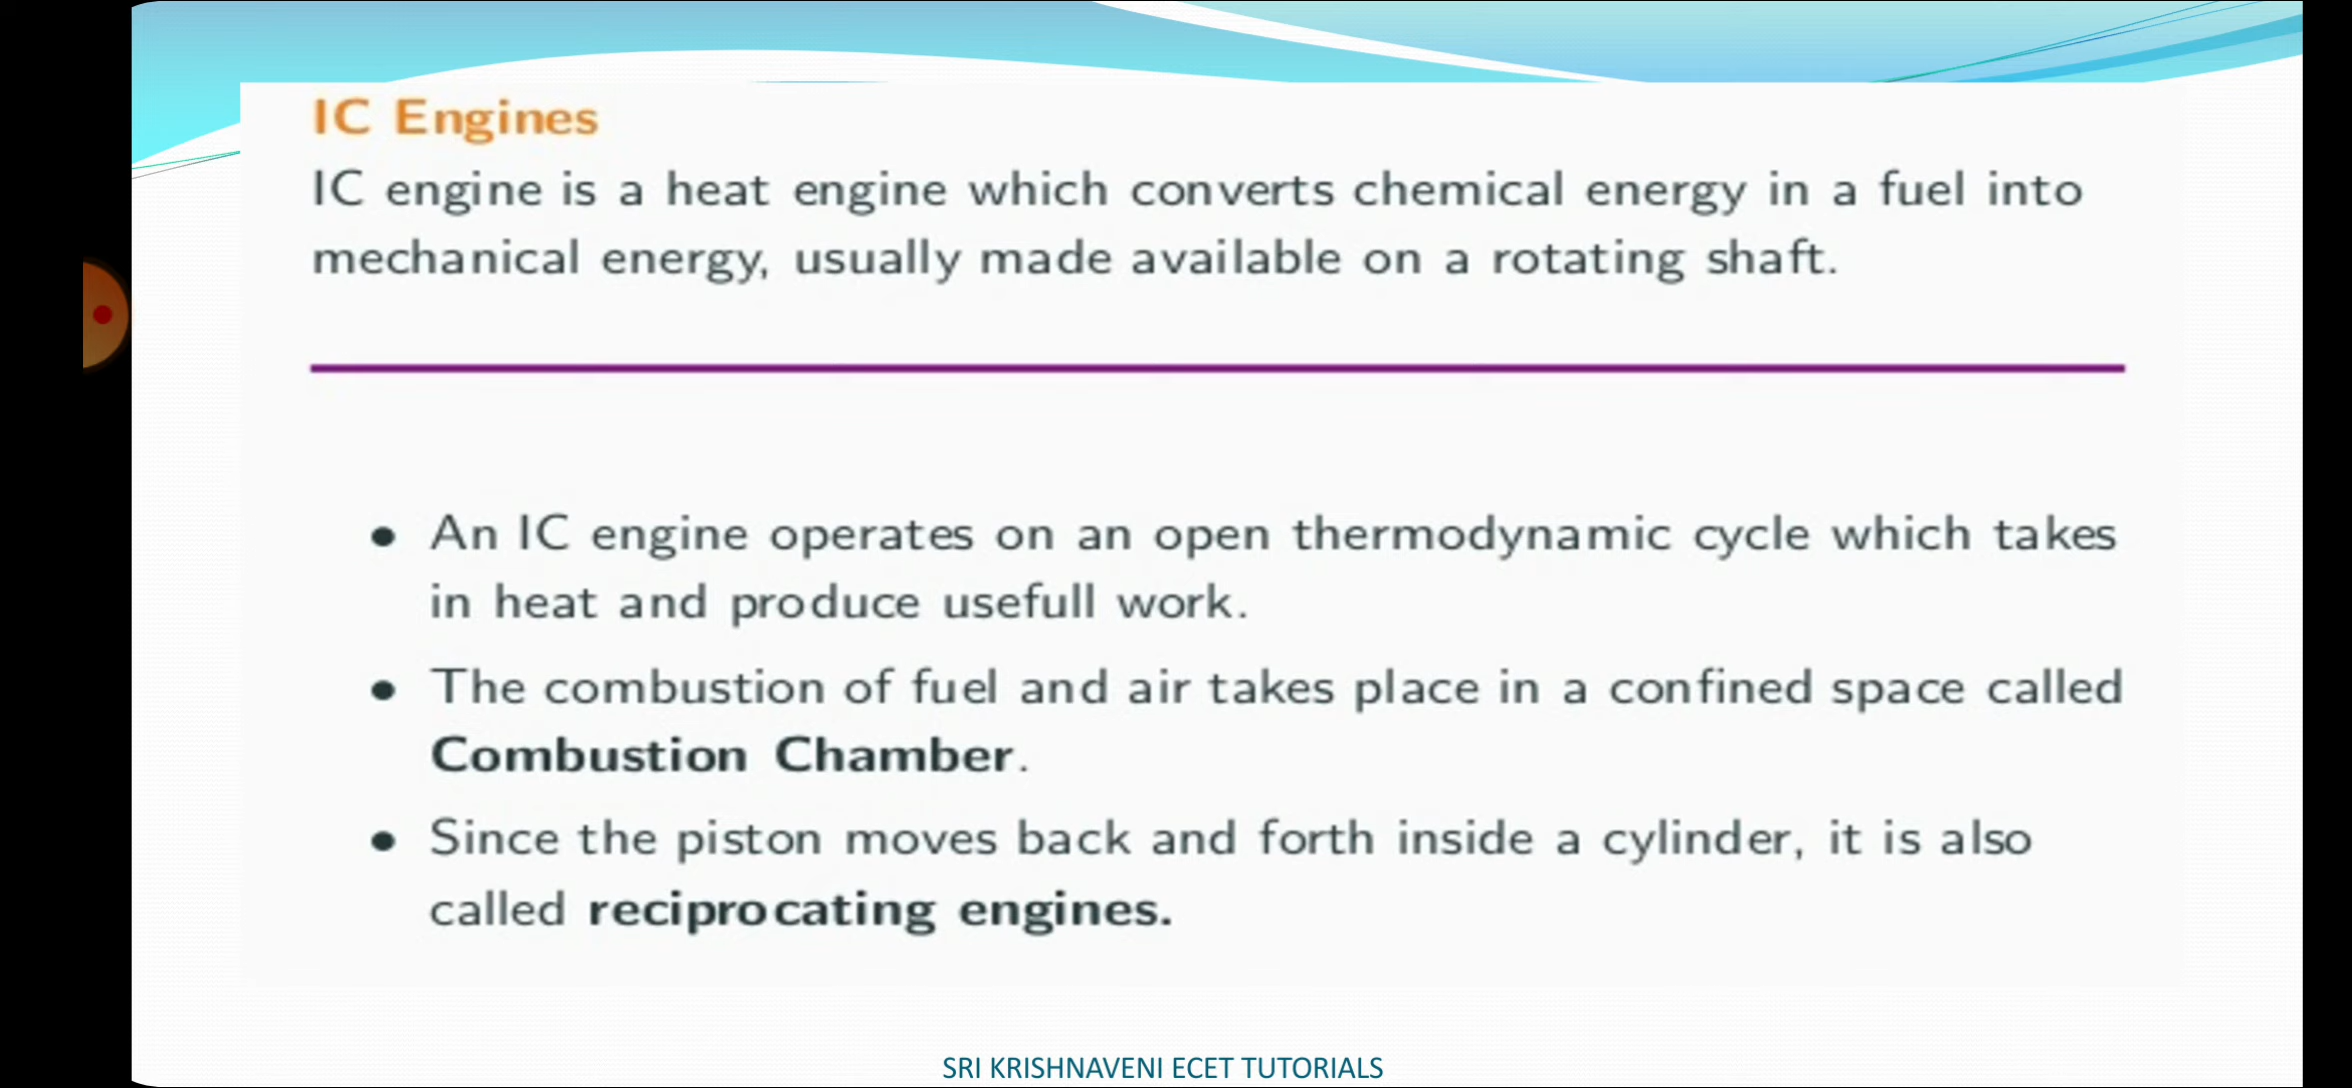 IC Engines
IC engine is a heat engine which converts chemical energy in a fuel into
mechanical energy, usually made available on a rotating shaft.
● An IC engine operates on an open thermodynamic cycle which takes
in heat and produce usefull work.
● The combustion of fuel and air takes place in a confined space called
Combustion Chamber.
● Since the piston moves back and forth inside a cylinder, it is also
called reciprocating engines.
SRI KRISHNAVENI ECET TUTORIALS